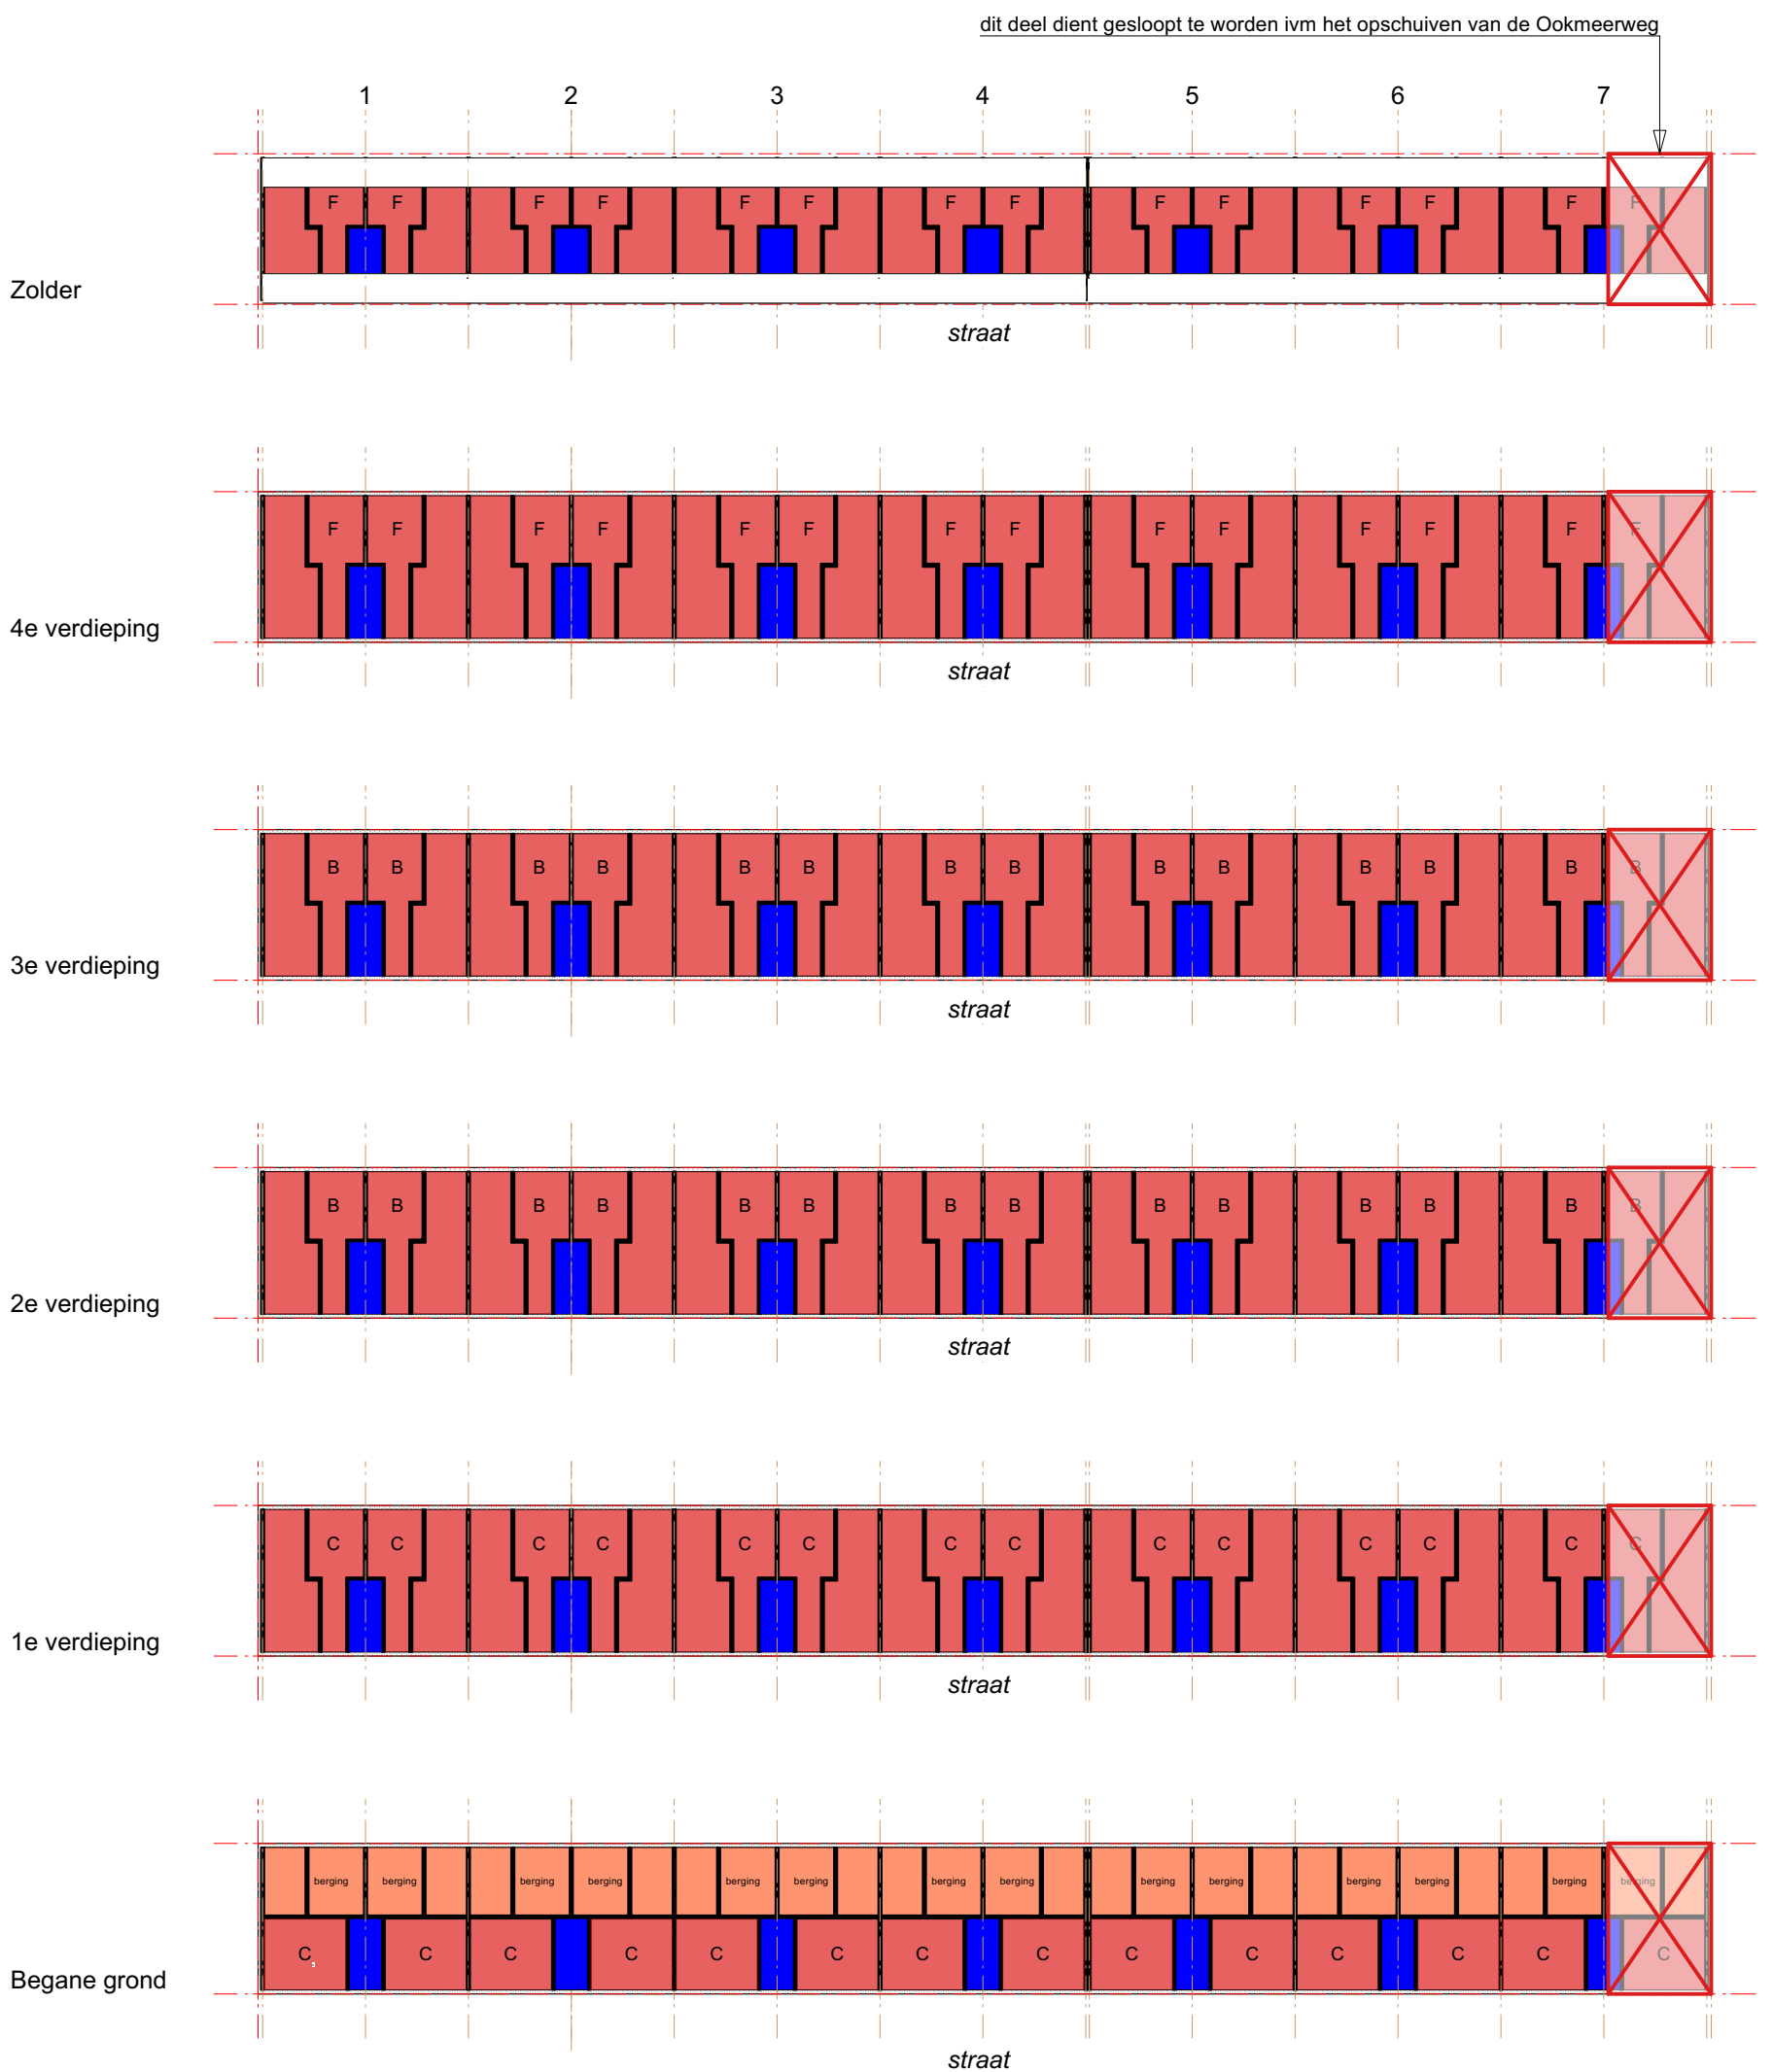 dit deel dient gesloopt te worden ivm het opschuiven van de Ookmeerweg
1 2 3 4 5 6 7
F F F F F F F F F F F F F F
Zolder
straat
F F F F F F F F F F F F F F
4e verdieping
straat
B B B B B B B B B B B B B B
3e verdieping
straat
B B B B B B B B B B B B B B
2e verdieping
straat
C C C C C C C C C C C C C C
1e verdieping
straat
berging berging berging berging berging berging berging berging berging berging berging berging berging berging
C C C C C C C C C C C C C C
Begane grond
straat